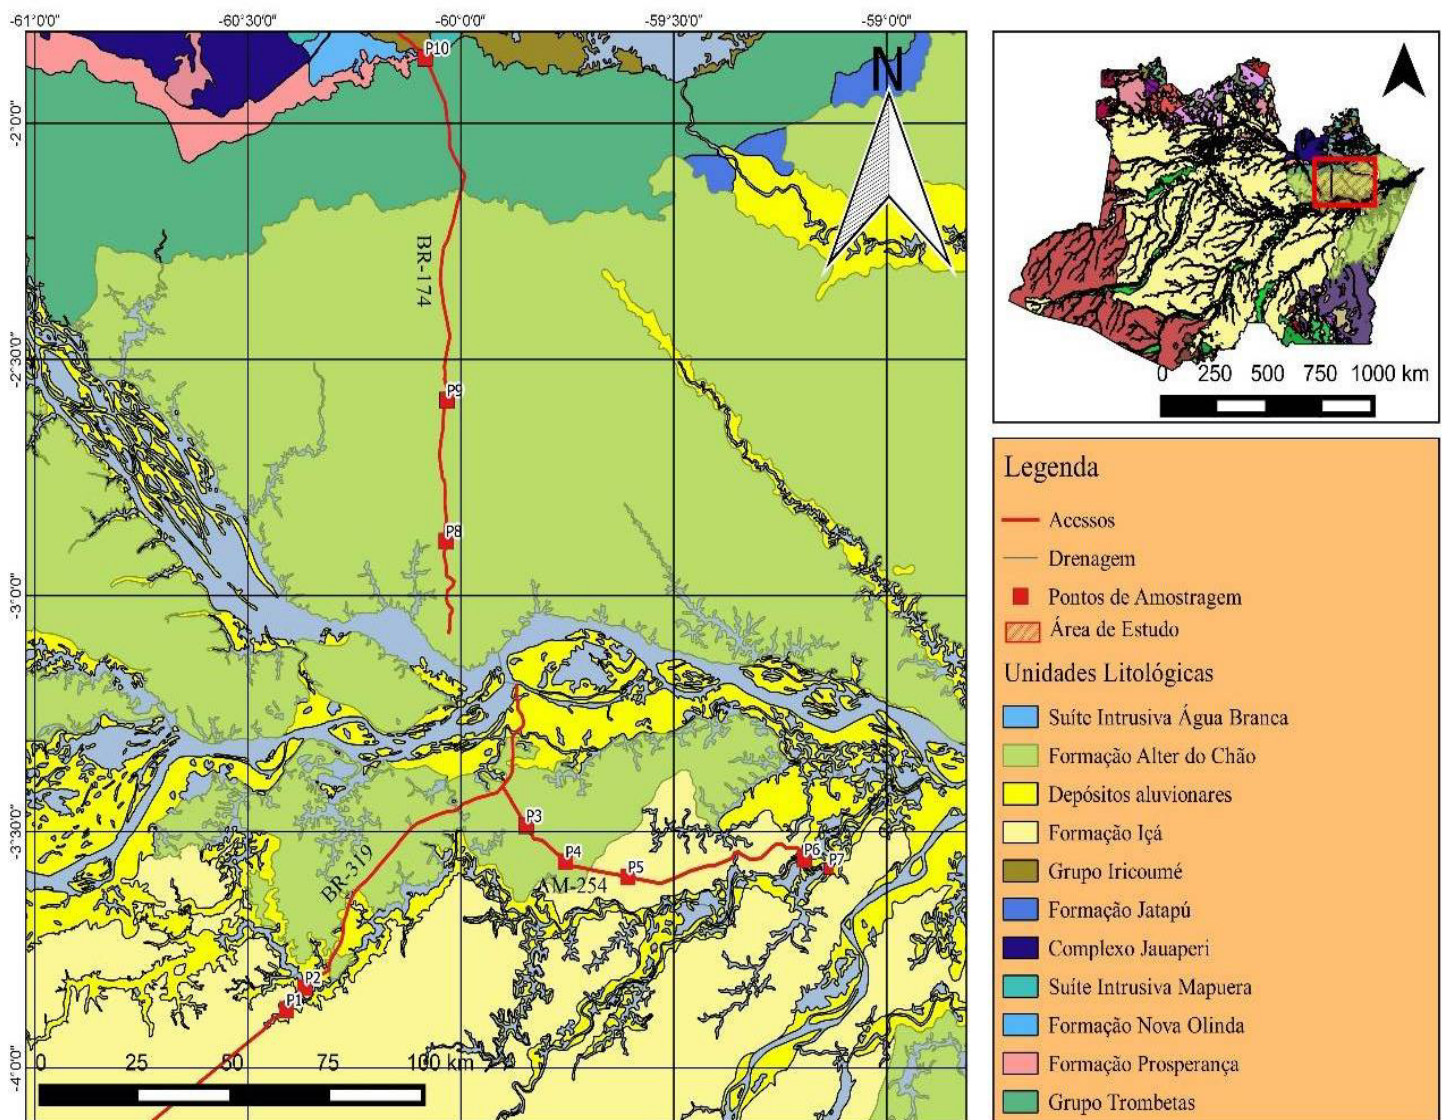 -61°0'0" -60°30'0" -60°0'0" -59°30'0" -59°0'0"
-2°0'0"
-2°30'0"
-3°0'0"
-3°30'0"
-4°0'0"
P10
N
BR-174
P9
P8
P3
P4
P5
P6
P7
AM-254
BR-319
P2
P1
0 25 50 75 100 km
0 250 500 750 1000 km
Legenda
Acessos
Drenagem
Pontos de Amostragem
Área de Estudo
Unidades Litológicas
Suíte Intrusiva Água Branca
Formação Alter do Chão
Depósitos aluvionares
Formação Içá
Grupo Iricoumé
Formação Jatapú
Complexo Jauaperi
Suíte Intrusiva Mapuera
Formação Nova Olinda
Formação Prosperança
Grupo Trombetas